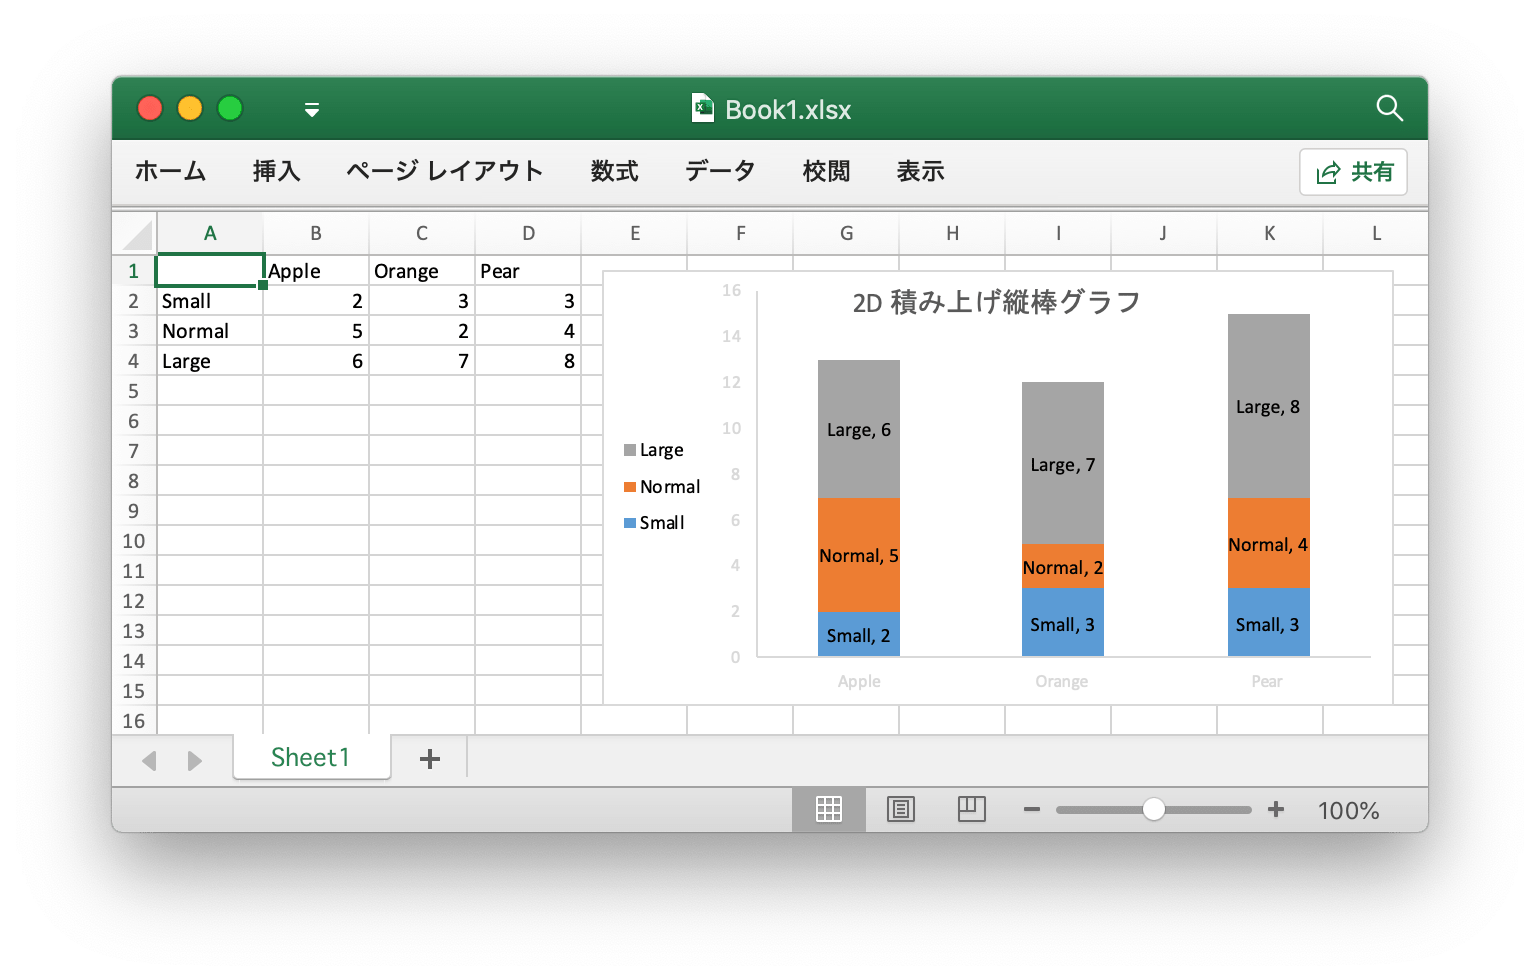 Book1.xlsx
ホーム 挿入 ページ レイアウト 数式 データ 校閲 表示 共有
A B C D E F G H I J K L
1 Apple Orange Pear
2 Small 2 3 3
3 Normal 5 2 4
4 Large 6 7 8
5
6
7
8
9
10
11
12
13
14
15
16
2D 積み上げ縦棒グラフ
16
14
12
10
8
6
4
2
0
Large
Normal
Small
Large, 6
Normal, 5
Small, 2
Large, 7
Normal, 2
Small, 3
Large, 8
Normal, 4
Small, 3
Apple Orange Pear
Sheet1
100%